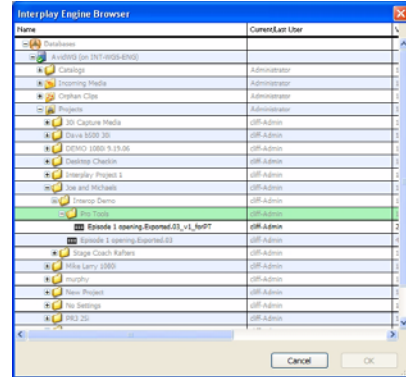 Interplay Engine Browser
Name Current/Last User V
Databases
AvidWG (on INT-WGS-ENG)
Catalogs Administrator
Incoming Media Administrator
Orphan Clips Administrator
Projects Administrator
30i Capture Media cliff-Admin
Dave 5000 30i cliff-Admin
DEMO 1080i 5.15.06 cliff-Admin
Desktop Checkin cliff-Admin
Interplay Project 1 cliff-Admin
Joe and Michaels cliff-Admin
Interop Demo cliff-Admin
Pro Tools cliff-Admin
Episode 1 opening.Exported.03_v1_forPT cliff-Admin 2
Episode 1 opening.Exported.03 cliff-Admin
Stage Coach Rafters cliff-Admin
Mike Larry 1080i cliff-Admin
murphy cliff-Admin
New Project cliff-Admin
No Settings cliff-Admin
PR2 25i cliff-Admin
Cancel OK